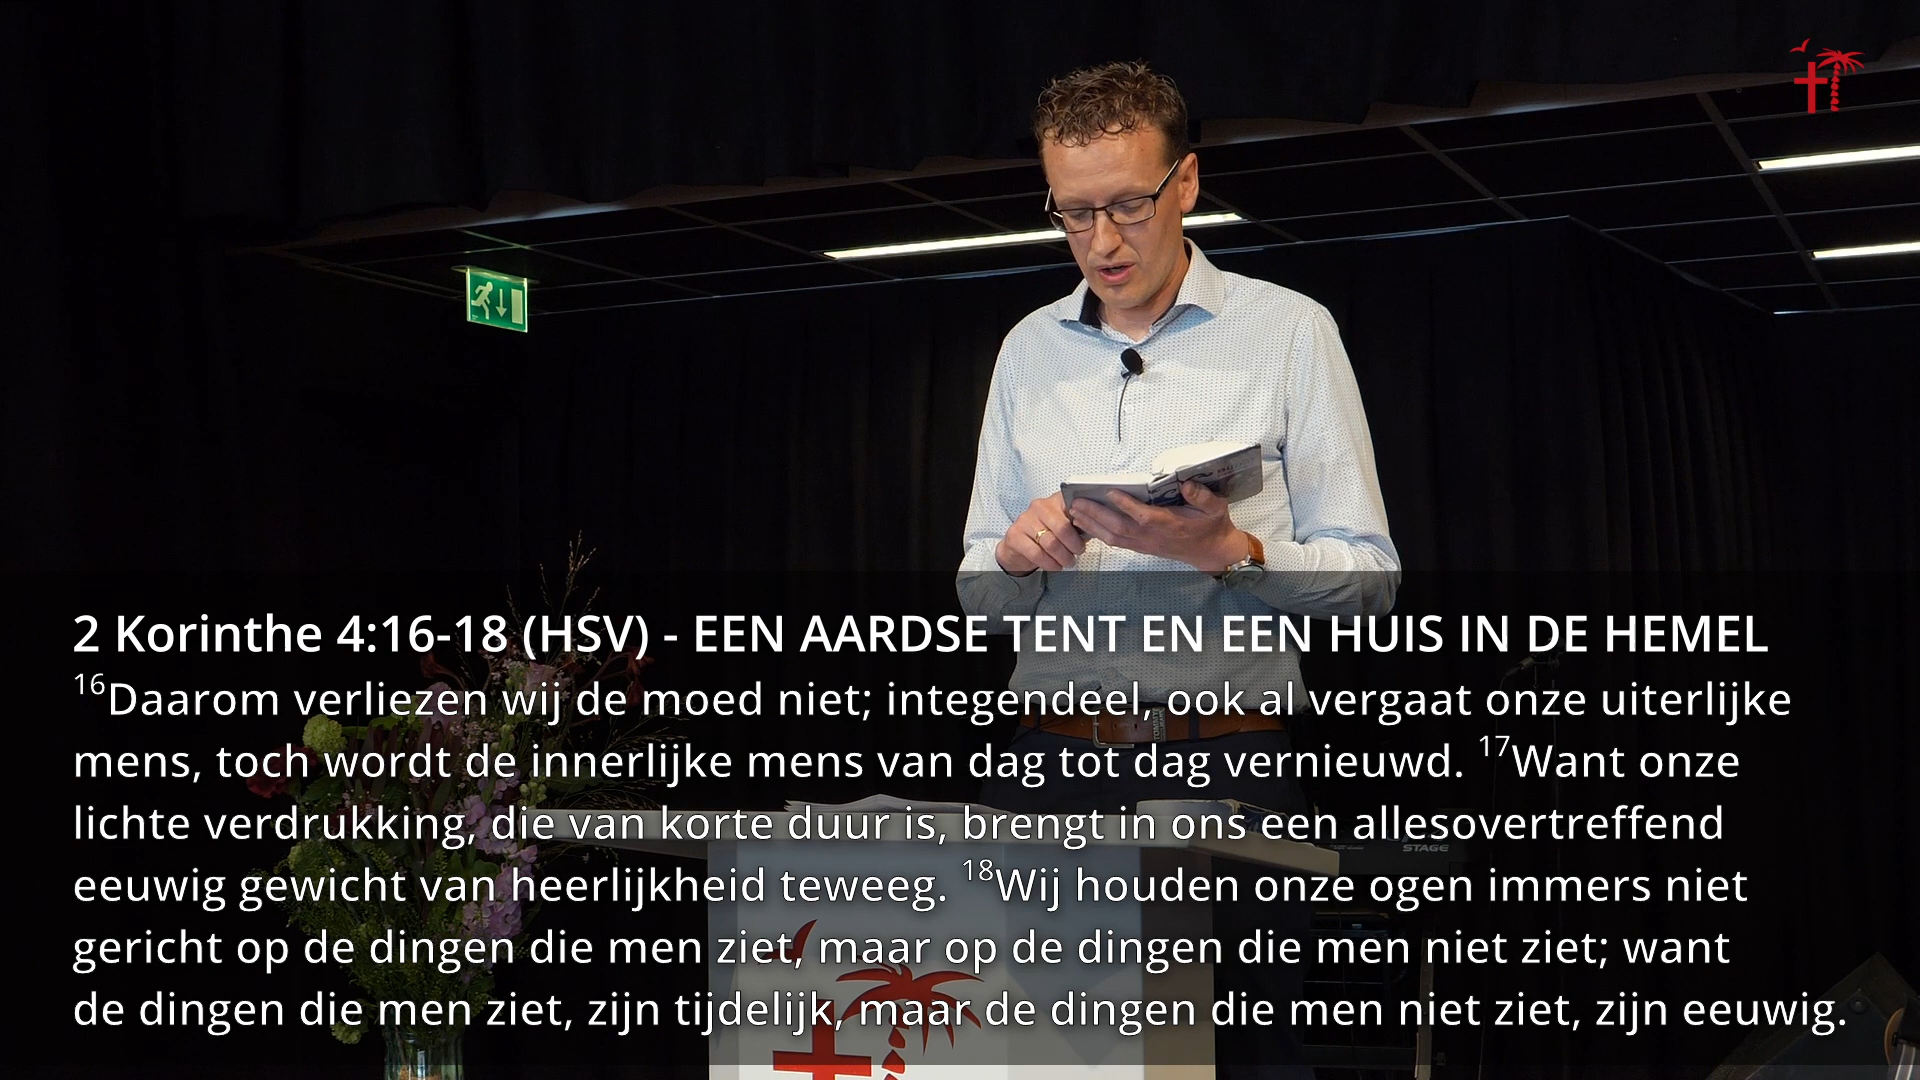 2 Korinthe 4:16-18 (HSV) - EEN AARDSE TENT EN EEN HUIS IN DE HEMEL
16Daarom verliezen wij de moed niet; integendeel, ook al vergaat onze uiterlijke
mens, toch wordt de innerlijke mens van dag tot dag vernieuwd. 17Want onze
lichte verdrukking, die van korte duur is, brengt in ons een allesovertreffend
eeuwig gewicht van heerlijkheid teweeg. 18Wij houden onze ogen immers niet
gericht op de dingen die men ziet, maar op de dingen die men niet ziet; want
de dingen die men ziet, zijn tijdelijk, maar de dingen die men niet ziet, zijn eeuwig.
STAGE